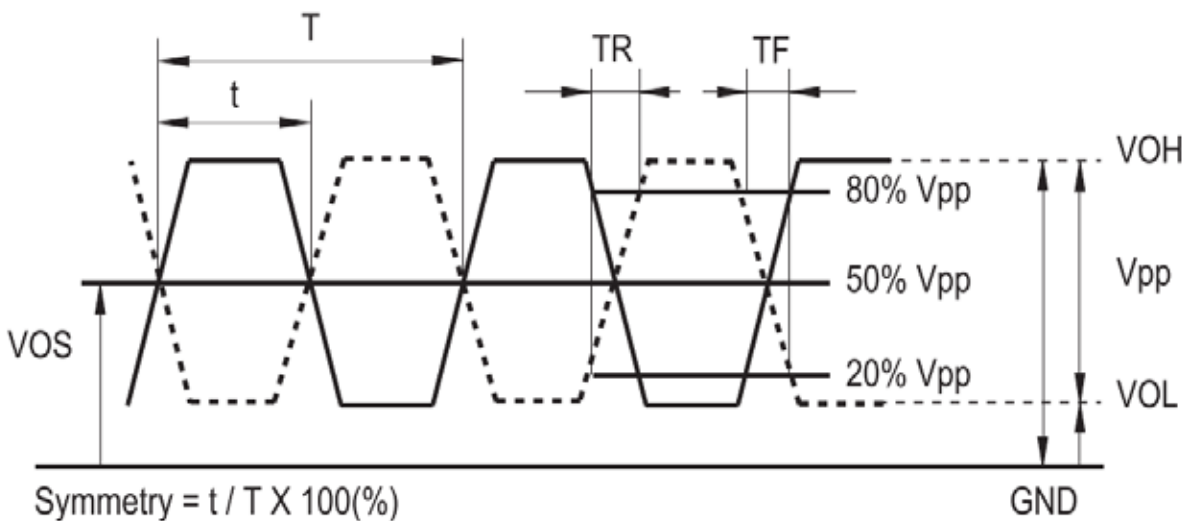 T
TR
TF
t
VOH
80% Vpp
50% Vpp
Vpp
VOS
20% Vpp
VOL
Symmetry = t / T X 100(%)
GND